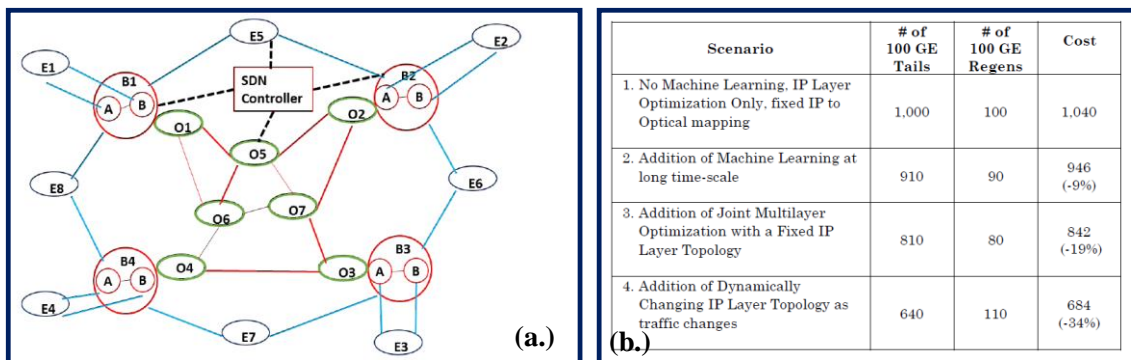 E5
E2
E1
B1
SDN
Controller
B2
A B
A B
O1
O2
O5
E8
E6
O6
O7
B4
B3
A B
O4
O3
A B
E4
E7
E3
(a.)
Scenario
# of
100 GE
Tails
# of
100 GE
Regens
Cost
1. No Machine Learning, IP Layer
Optimization Only, fixed IP to
Optical mapping
1,000
100
1,040
2. Addition of Machine Learning at
long time-scale
910
90
946
(-9%)
3. Addition of Joint Multilayer
Optimization with a Fixed IP
Layer Topology
810
80
842
(-19%)
4. Addition of Dynamically
Changing IP Layer Topology as
traffic changes
640
110
684
(-34%)
(b.)